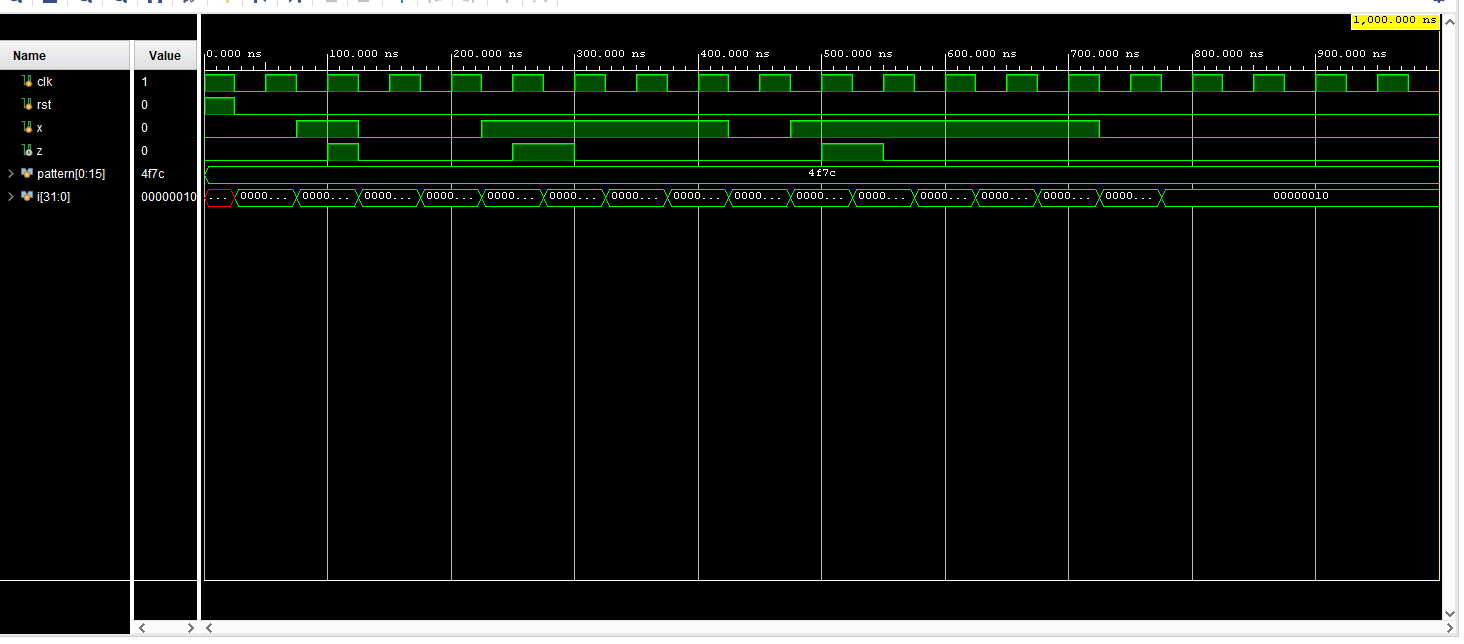 1,000.000 ns
Name Value 0.000 ns 100.000 ns 200.000 ns 300.000 ns 400.000 ns 500.000 ns 600.000 ns 700.000 ns 800.000 ns 900.000 ns
clk 1
rst 0
x 0
z 0
pattern[0:15] 4f7c 4f7c
i[31:0] 00000010 ... 0000... 0000... 0000... 0000... 0000... 0000... 0000... 0000... 0000... 0000... 0000... 0000... 0000... 0000... 0000... 00000010